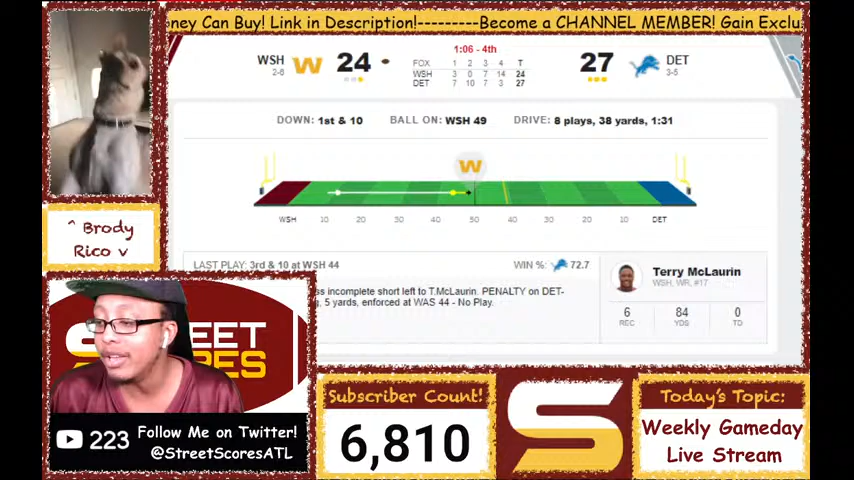 oney Can Buy! Link in Description!---------Become a CHANNEL MEMBER! Gain Exclu
1:06 - 4th
WSH W 24 27 DET
2-6 3-5
FOX 1 2 3 4 T
WSH 3 0 7 14 24
DET 7 10 7 3 27
DOWN: 1st & 10 BALL ON: WSH 49 DRIVE: 8 plays, 38 yards, 1:31
W
WSH 10 20 30 40 50 40 30 20 10 DET
^ Brody
Rico v
LAST PLAY: 3rd & 10 at WSH 44 WIN %: 72.7
ss incomplete short left to T.McLaurin. PENALTY on DET-
g, 5 yards, enforced at WAS 44 - No Play.
Terry McLaurin
WSH, WR, #17
6 84 0
REC YDS TD
EET
RES
223
Follow Me on Twitter!
@StreetScoresATL
Subscriber Count!
6,810
S
Today's Topic:
Weekly Gameday
Live Stream